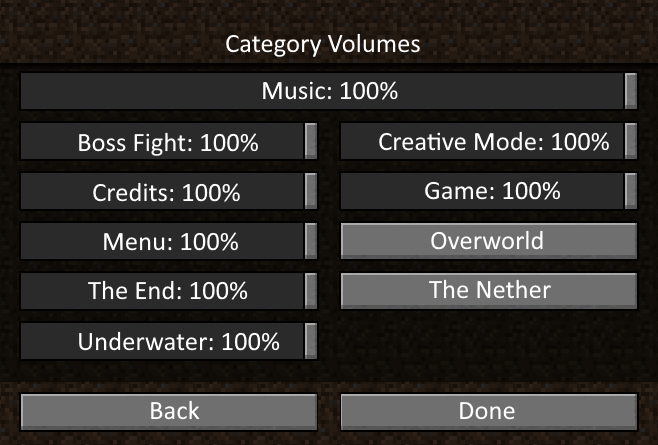 Category Volumes
Music: 100%
Boss Fight: 100%
Creative Mode: 100%
Credits: 100%
Game: 100%
Menu: 100%
Overworld
The End: 100%
The Nether
Underwater: 100%
Back
Done